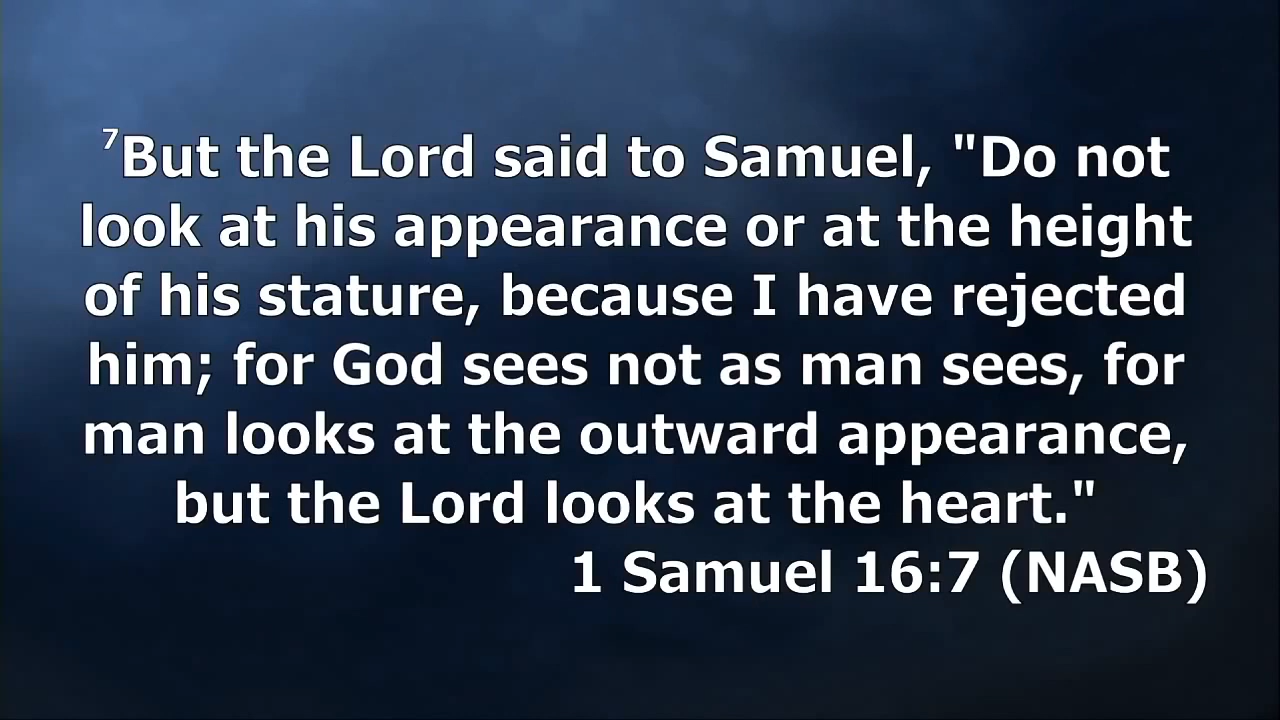 ⁷But the Lord said to Samuel, "Do not
look at his appearance or at the height
of his stature, because I have rejected
him; for God sees not as man sees, for
man looks at the outward appearance,
but the Lord looks at the heart."
1 Samuel 16:7 (NASB)